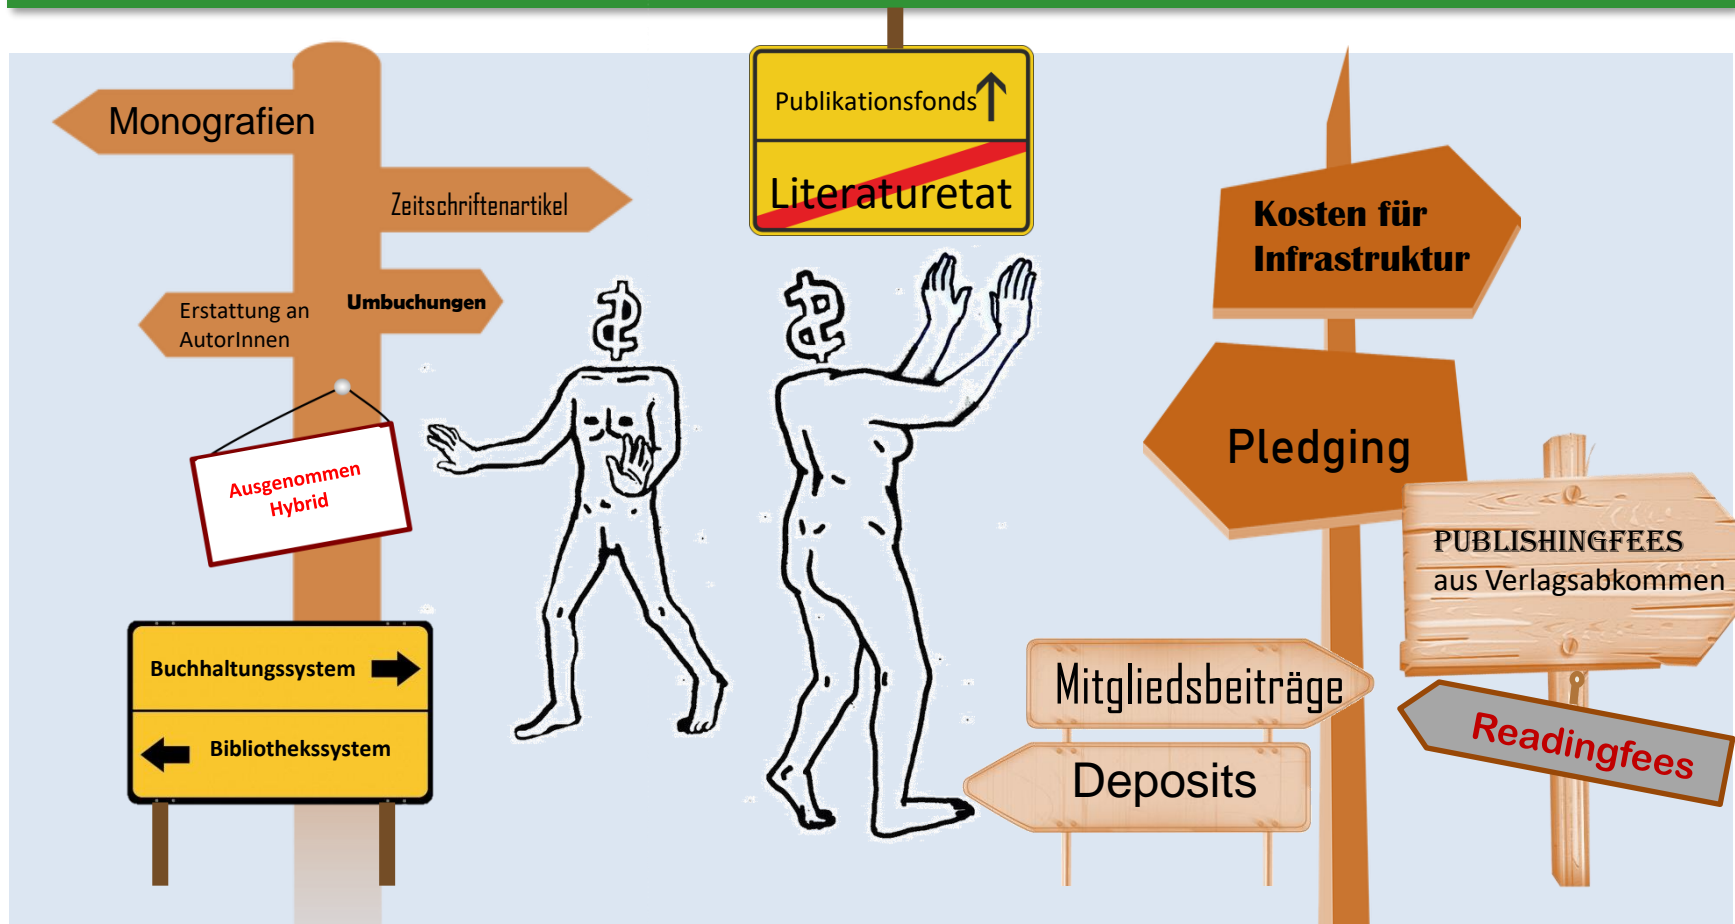 Monografien
Zeitschriftenartikel
Erstattung an
AutorInnen
Umbuchungen
Ausgenommen
Hybrid
Buchhaltungssystem
Bibliothekssystem
Publikationsfonds
Literaturetat
Kosten für
Infrastruktur
Pledging
PUBLISHINGFEES
aus Verlagsabkommen
Mitgliedsbeiträge
Deposits
Readingfees